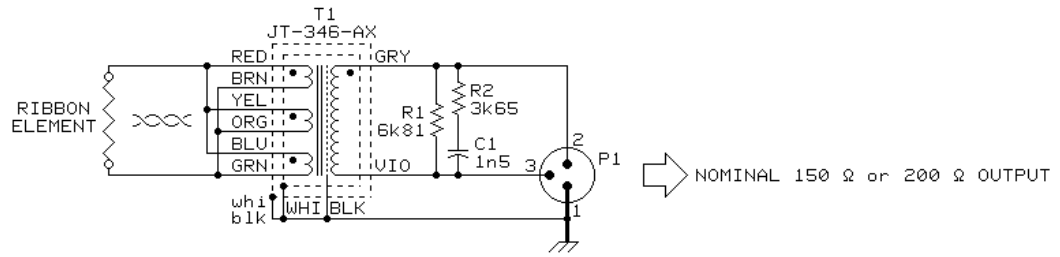 T1
JT-346-AX
RED
GRY
BRN
YEL
ORG
BLU
GRN
VIO
RIBBON
ELEMENT
R1
6k81
R2
3k65
C1
1n5
2
3
P1
1
NOMINAL 150 Ω or 200 Ω OUTPUT
whi
blk
WHI
BLK